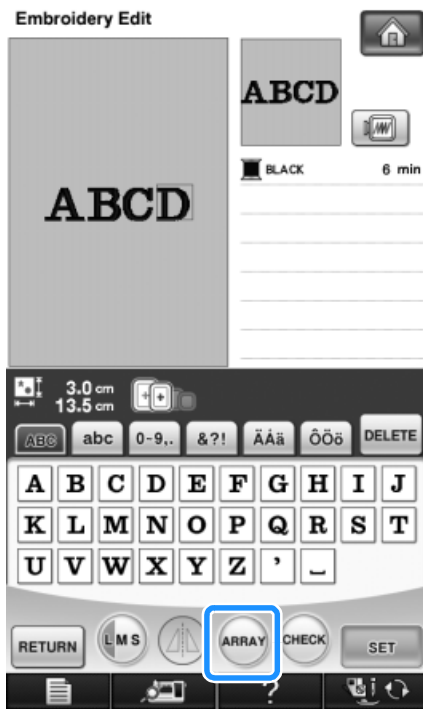 Embroidery Edit
ABCD
ABCD
BLACK 6 min
3.0 cm
13.5 cm
ABC abc 0-9,. &?! ÄÅä ÔÖö DELETE
A B C D E F G H I J
K L M N O P Q R S T
U V W X Y Z ’ ⎵
RETURN L M S ARRAY CHECK SET
?